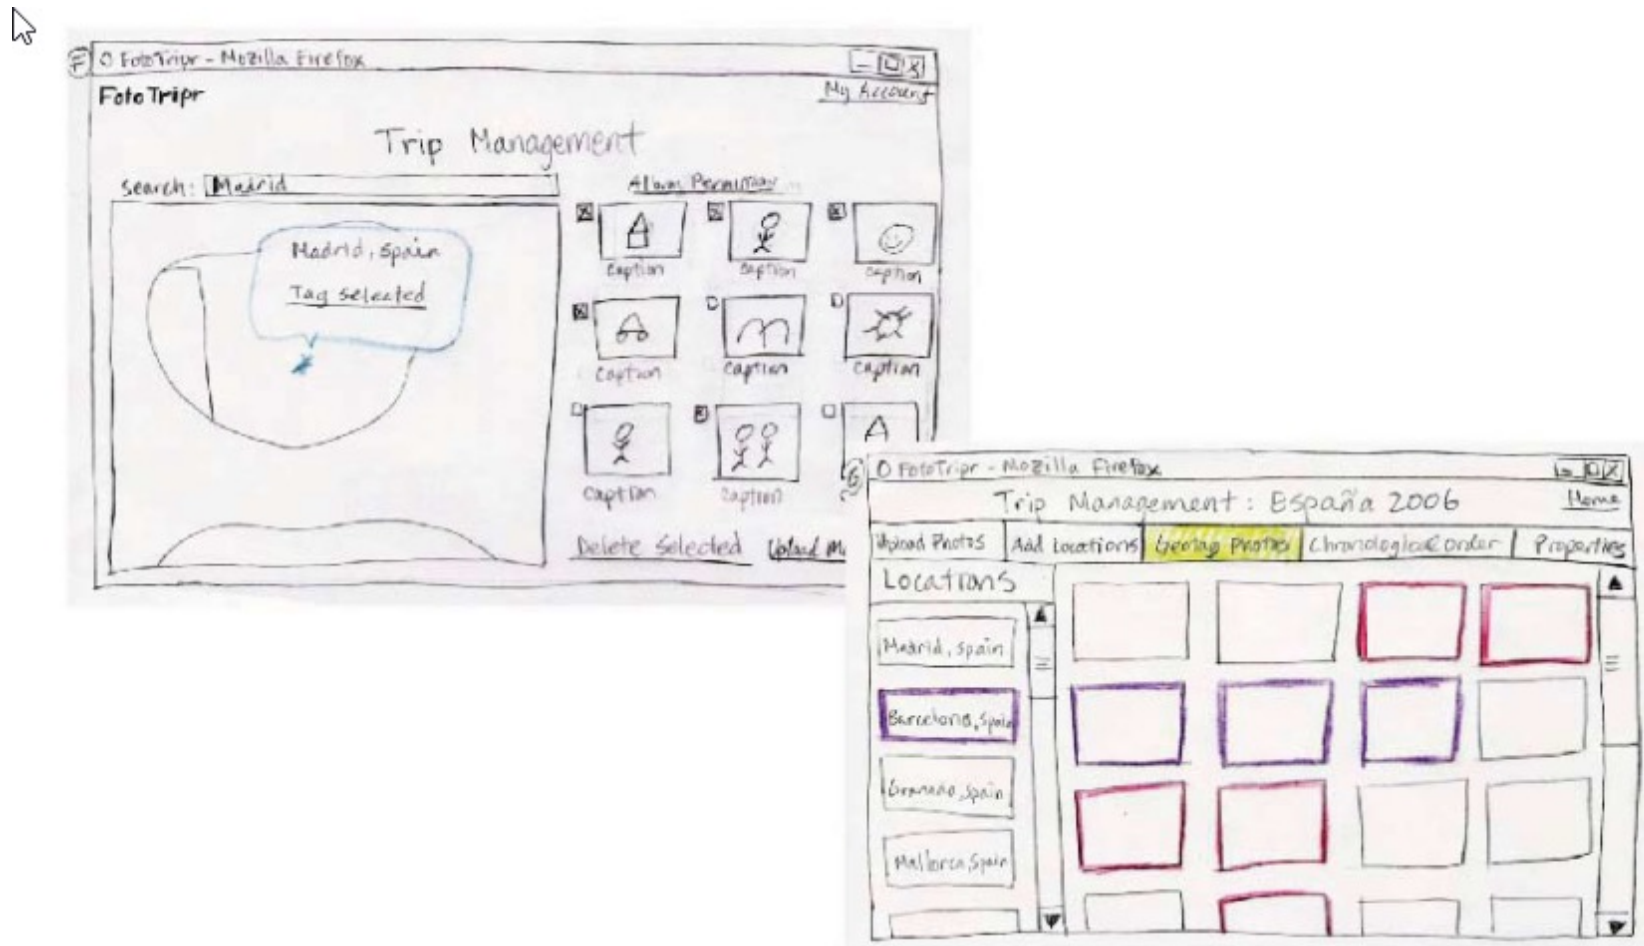 F
O FotoTripr - Mozilla Firefox
FotoTripr
My Account
Trip Management
Search: Madrid
Album Permission
Madrid, Spain
Tag selected
caption
caption
caption
caption
caption
caption
caption
caption
Delete Selected
Upload M
G
O FotoTripr - Mozilla Firefox
Trip Management: España 2006
Home
Upload Photos
Add Locations
Geotag Photos
Chronological order
Properties
Locations
Madrid, Spain
Barcelona, Spain
Granada, Spain
Mallorca, Spain